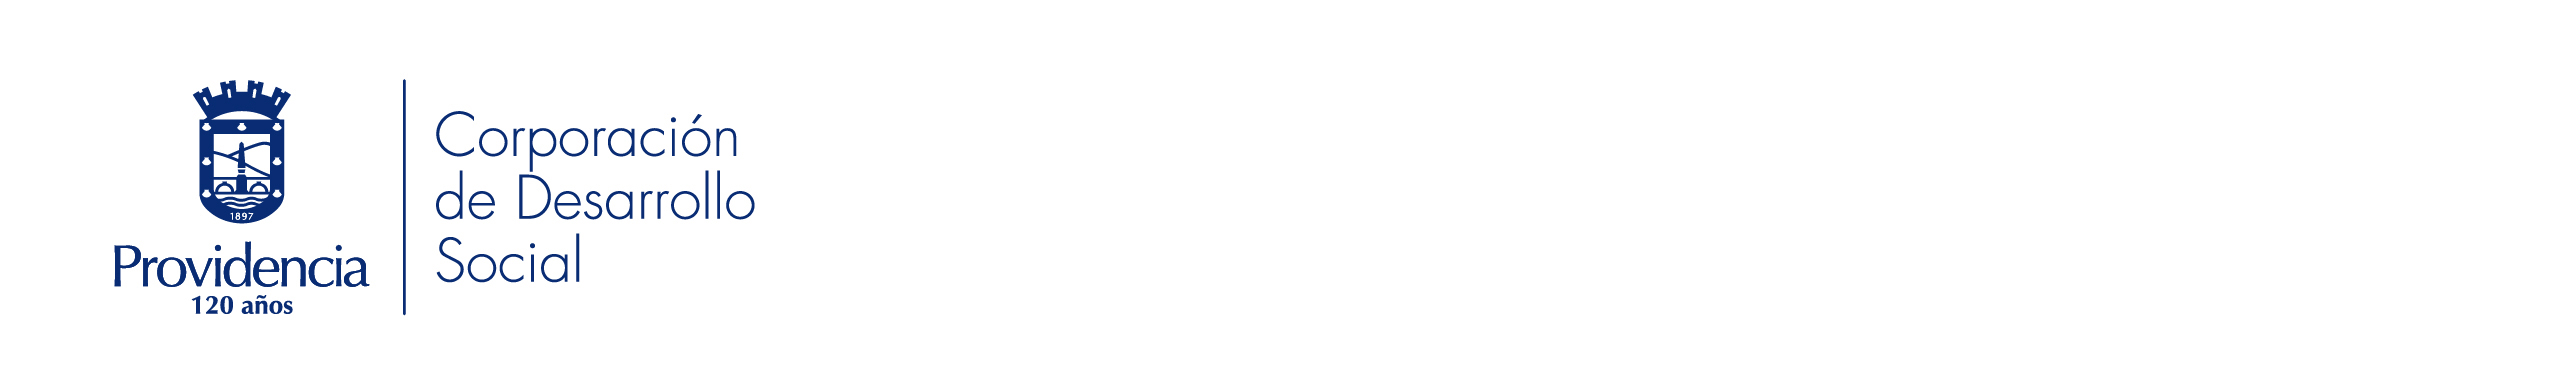 1897
Providencia
120 años
Corporación
de Desarrollo
Social